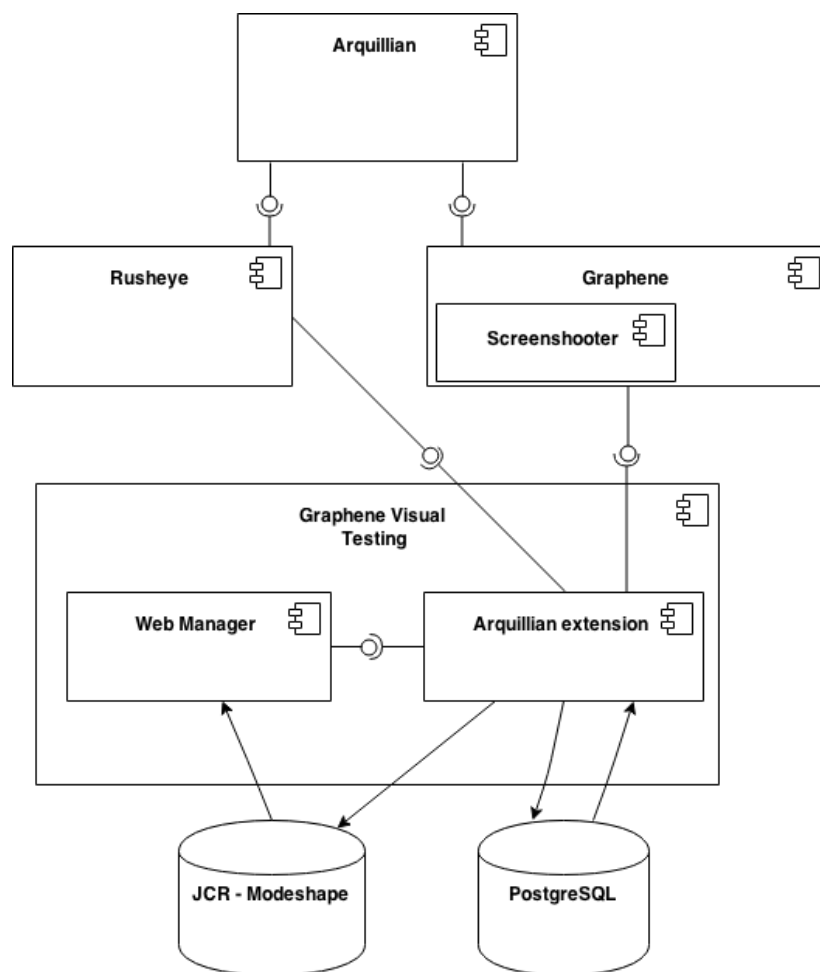 Arquillian
Rusheye
Graphene
Screenshooter
Graphene Visual
Testing
Web Manager
Arquillian extension
JCR - Modeshape
PostgreSQL